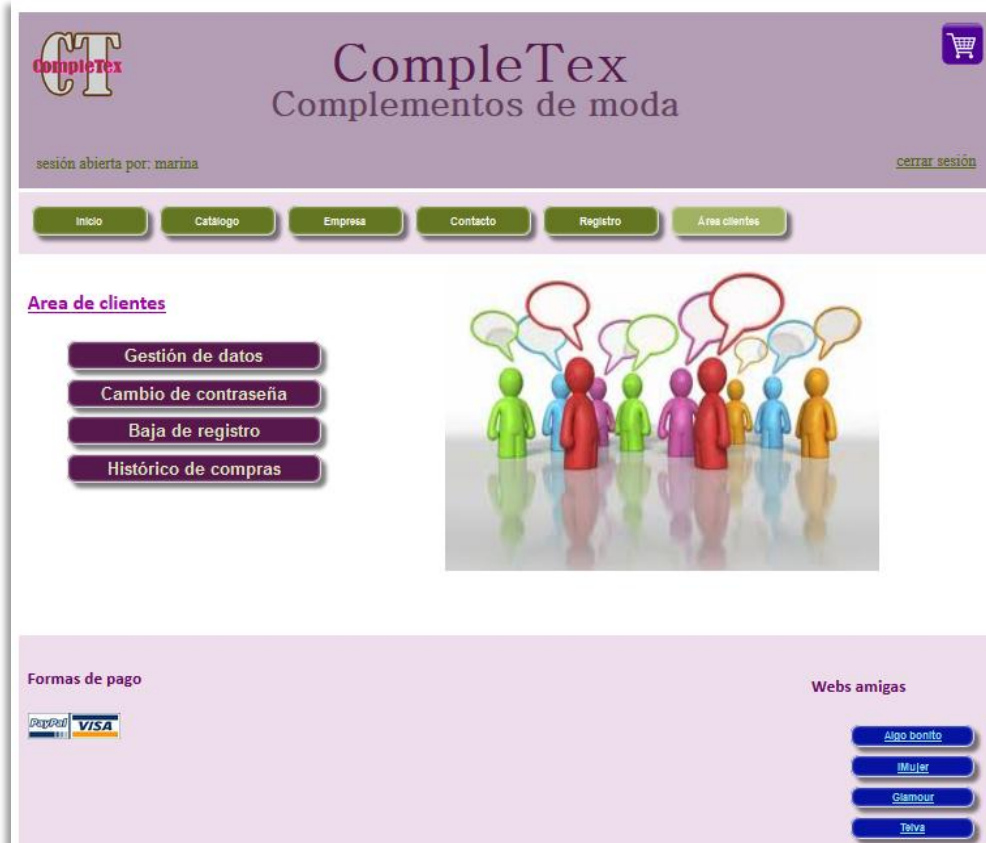 CT
CompleTex
CompleTex
Complementos de moda
sesión abierta por: marina
cerrar sesión
Inicio
Catálogo
Empresa
Contacto
Registro
Área clientes
Area de clientes
Gestión de datos
Cambio de contraseña
Baja de registro
Histórico de compras
Formas de pago
PayPal VISA
Webs amigas
Algo bonito
iMujer
Glamour
Telva